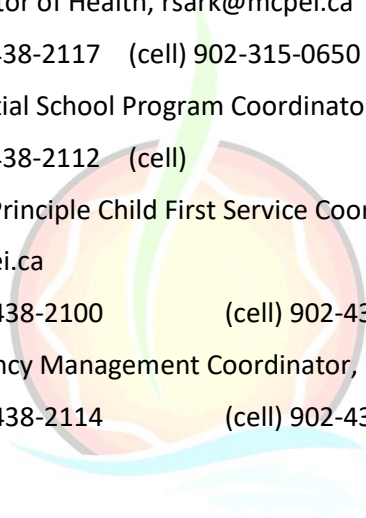 tor of Health, rsark@mcpei.ca
438-2117 (cell) 902-315-0650
tial School Program Coordinato
438-2112 (cell)
Principle Child First Service Coor
ei.ca
438-2100 (cell) 902-43
ncy Management Coordinator,
438-2114 (cell) 902-43